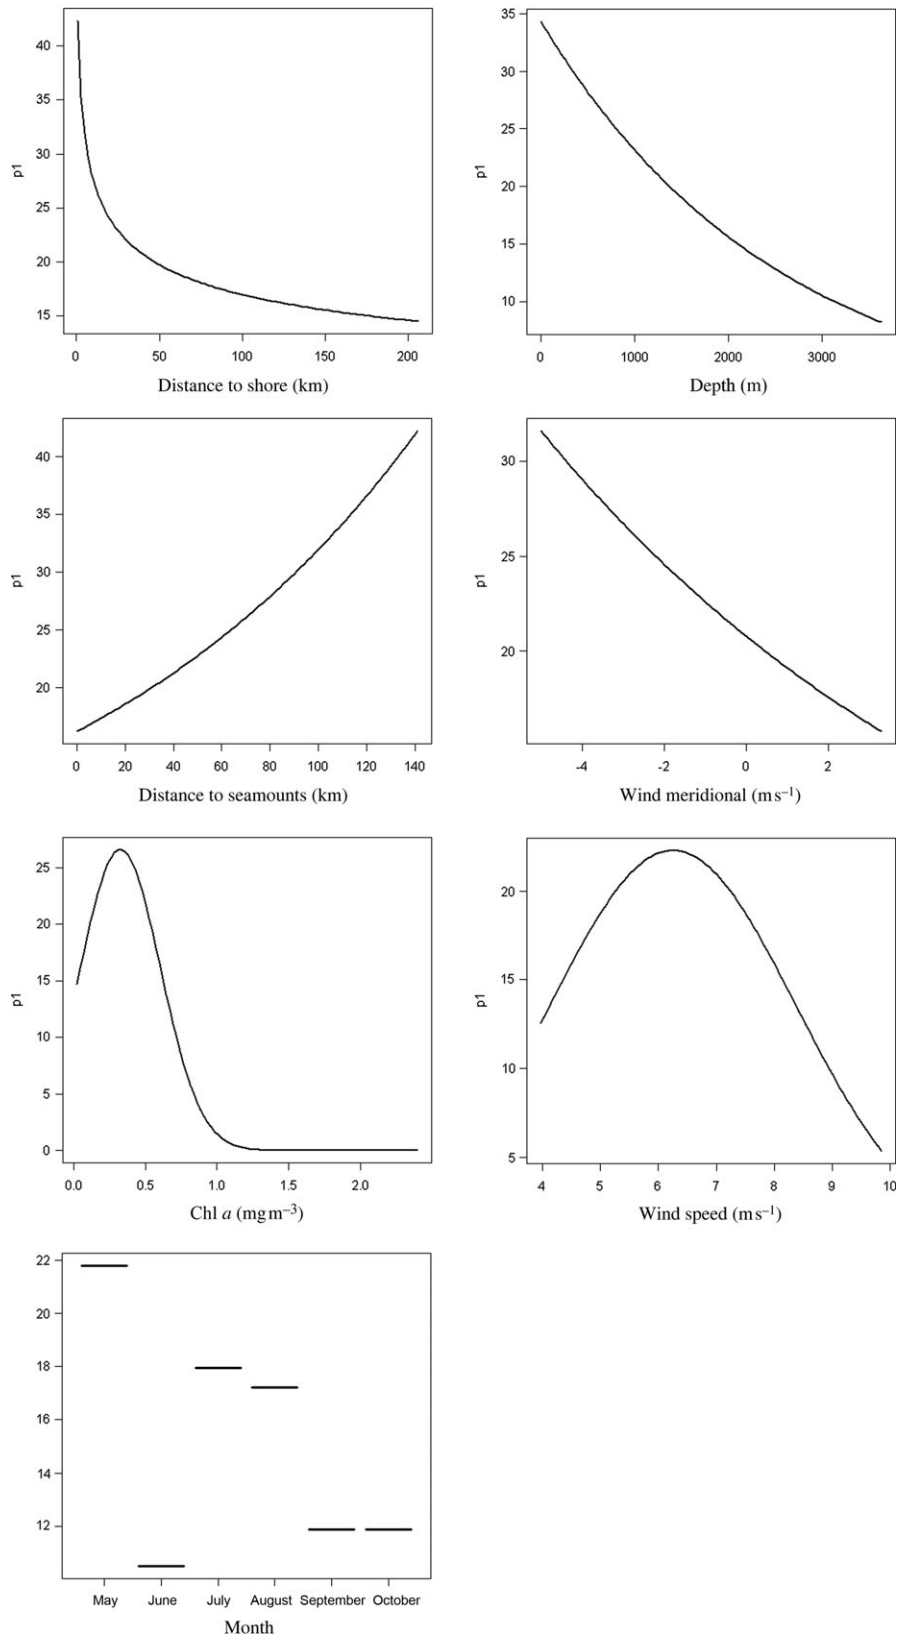 40
35
30
25
20
15
p1
0 50 100 150 200
Distance to shore (km)
35
30
25
20
15
10
p1
0 1000 2000 3000
Depth (m)
40
35
30
25
20
p1
0 20 40 60 80 100 120 140
Distance to seamounts (km)
30
25
20
p1
-4 -2 0 2
Wind meridional (m s–1)
25
20
15
10
5
0
p1
0.0 0.5 1.0 1.5 2.0
Chl a (mg m–3)
20
15
10
5
p1
4 5 6 7 8 9 10
Wind speed (m s–1)
22
20
18
16
14
12
May June July August September October
Month